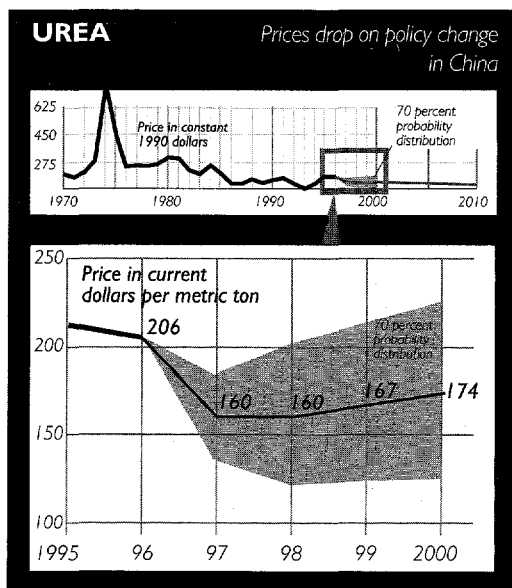 UREA
Prices drop on policy change
in China
625
450
275
Price in constant
1990 dollars
70 percent
probability
distribution
1970
1980
1990
2000
2010
250
200
150
100
Price in current
dollars per metric ton
206
70 percent
probability
distribution
160
160
167
174
1995
96
97
98
99
2000